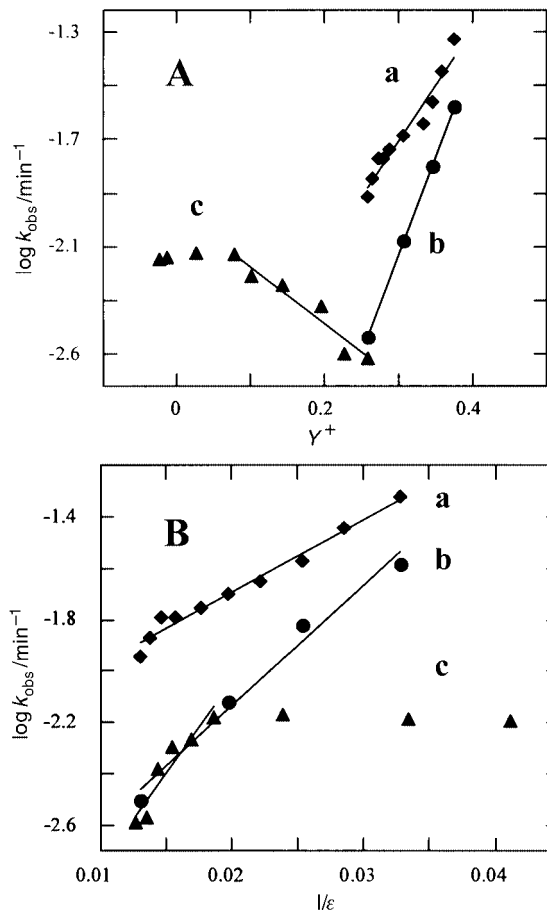 A
-1.3
-1.7
-2.1
-2.6
log k_obs/min⁻¹
a
b
c
0
0.2
0.4
Y⁺
B
-1.4
-1.8
-2.2
-2.6
log k_obs/min⁻¹
a
b
c
0.01
0.02
0.03
0.04
1/ε